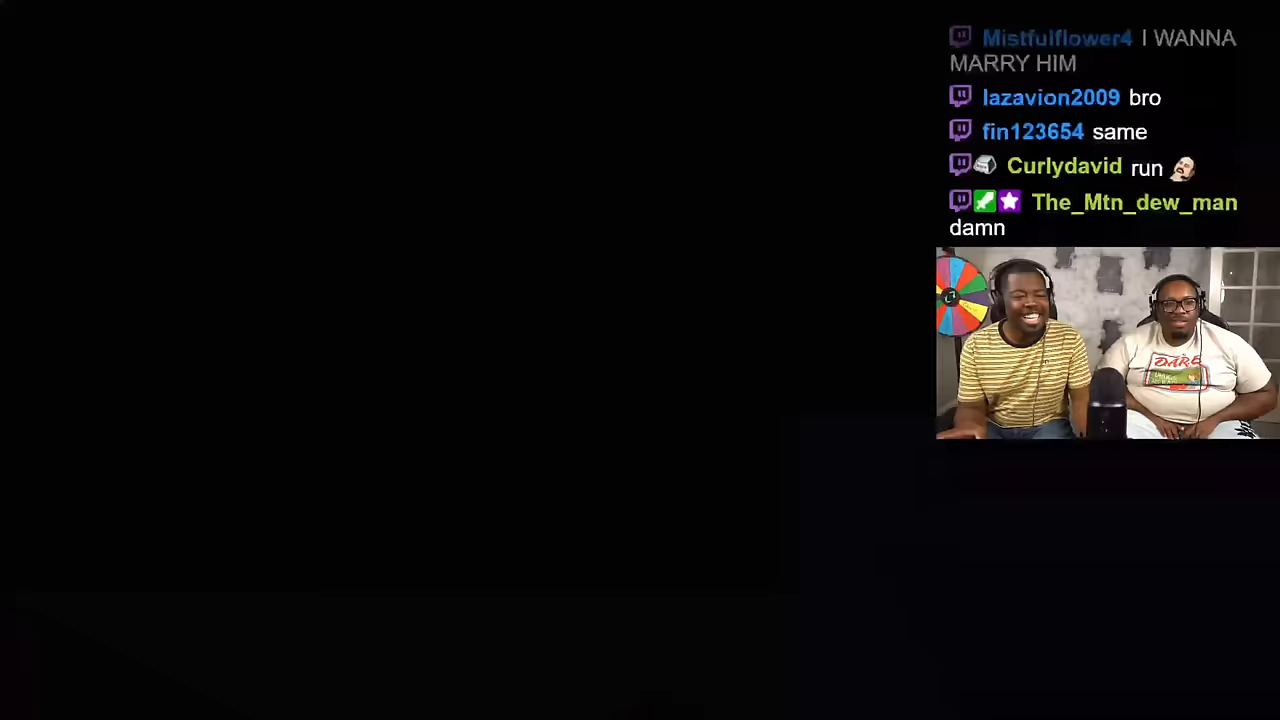 Mistfulflower4 I WANNA
MARRY HIM
lazavion2009 bro
fin123654 same
Curlydavid run
The_Mtn_dew_man
damn
DARE